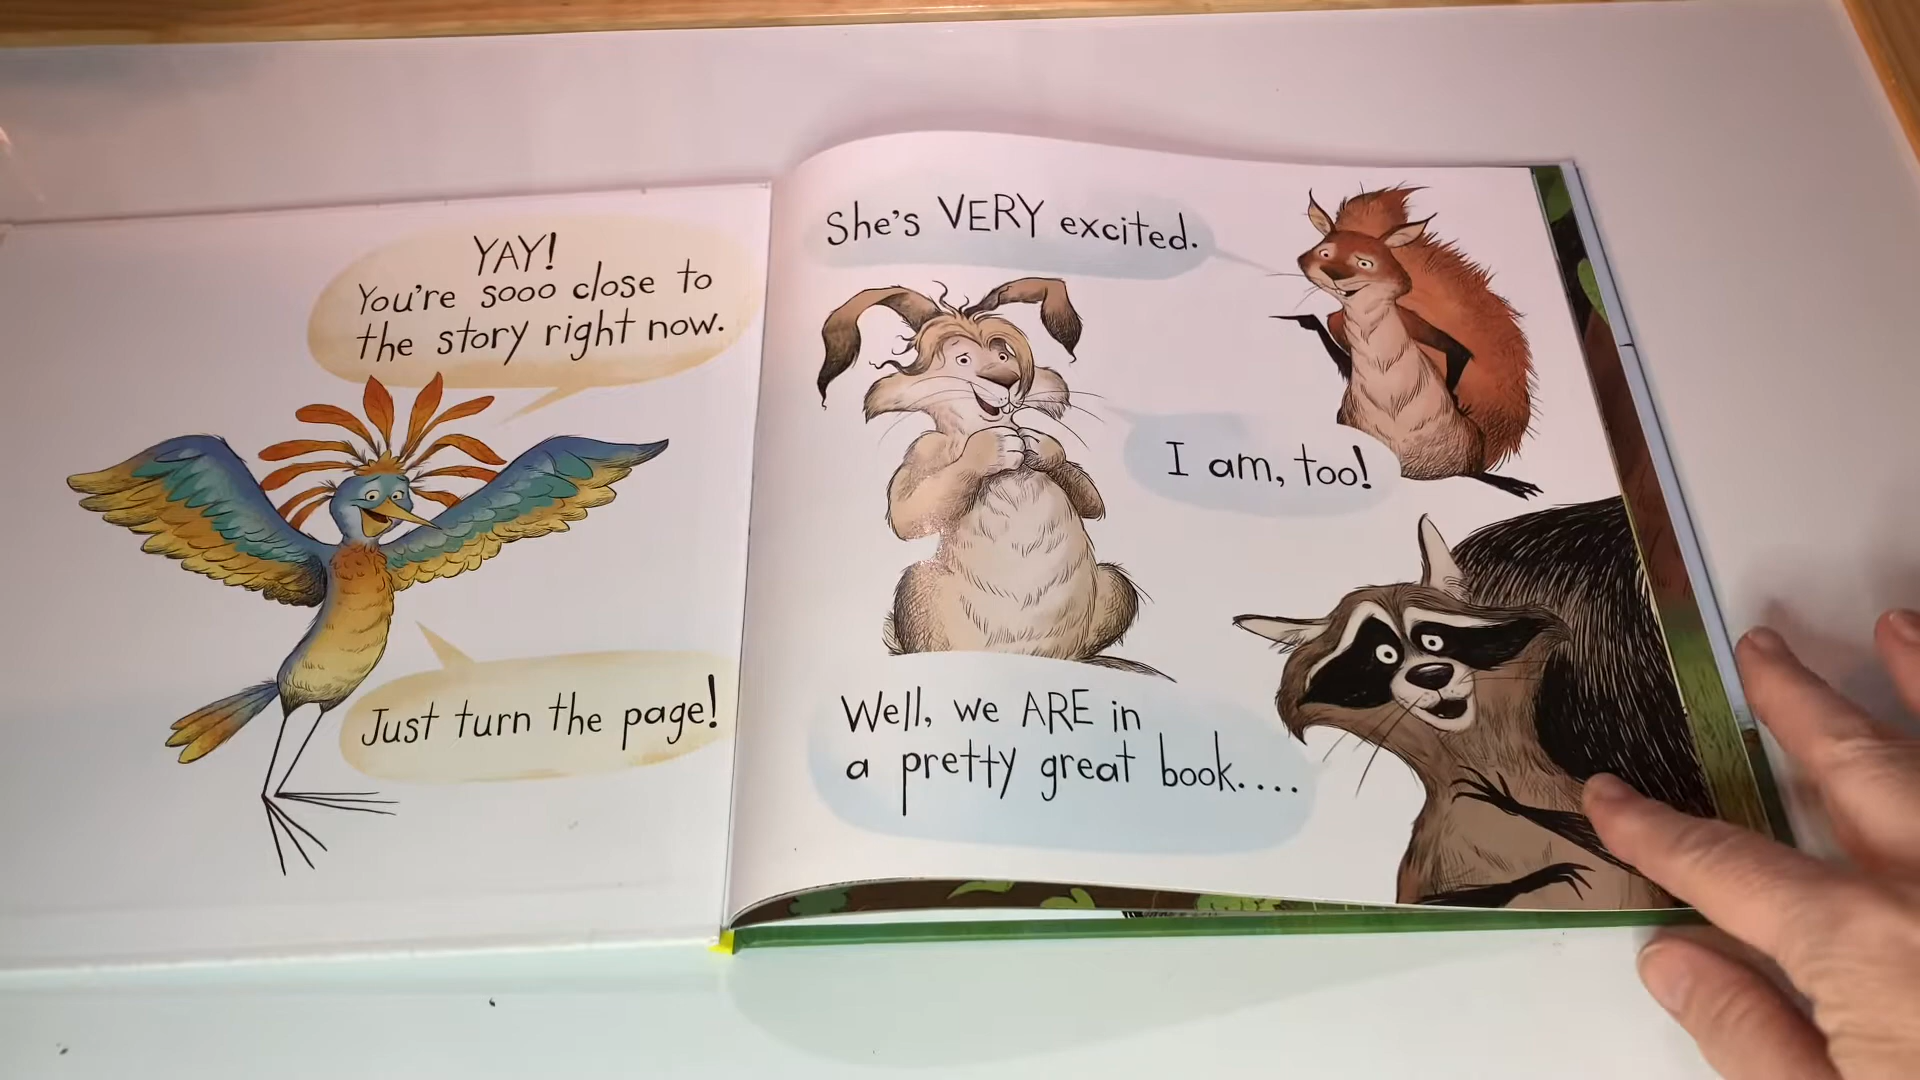 YAY!
You're sooo close to
the story right now.
Just turn the page!
She's VERY excited.
I am, too!
Well, we ARE in
a pretty great book....